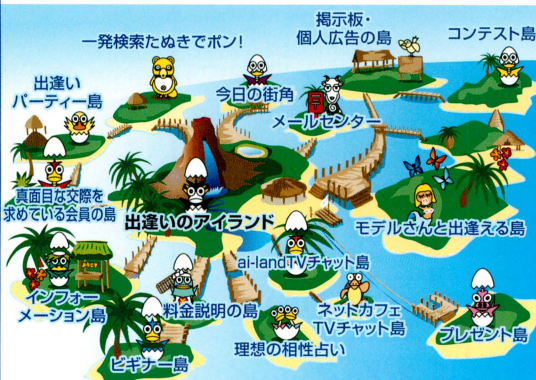 一発検索たぬきでポン!
掲示板・
個人広告の島
コンテスト島
出逢い
パーティー島
今日の街角
メールセンター
真面目な交際を
求めている会員の島
出逢いのアイランド
モデルさんと出逢える島
ai-landTVチャット島
インフォー
メーション島
料金説明の島
ネットカフェ
TVチャット島
プレゼント島
理想の相性占い
ビギナー島